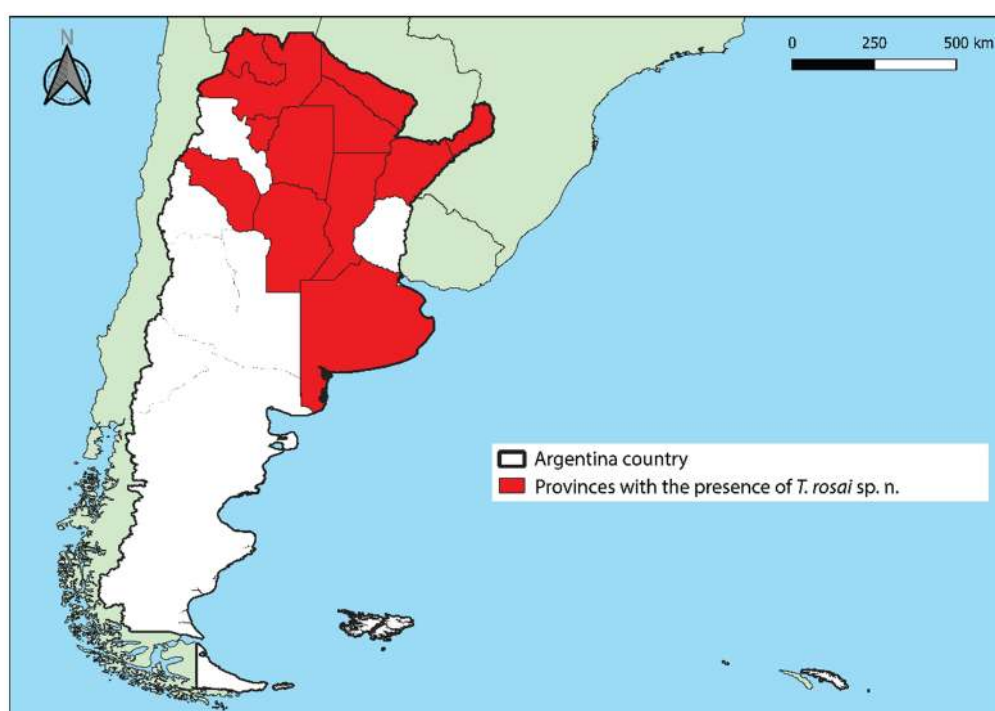 N
0 250 500 km
Argentina country
Provinces with the presence of T. rosai sp. n.